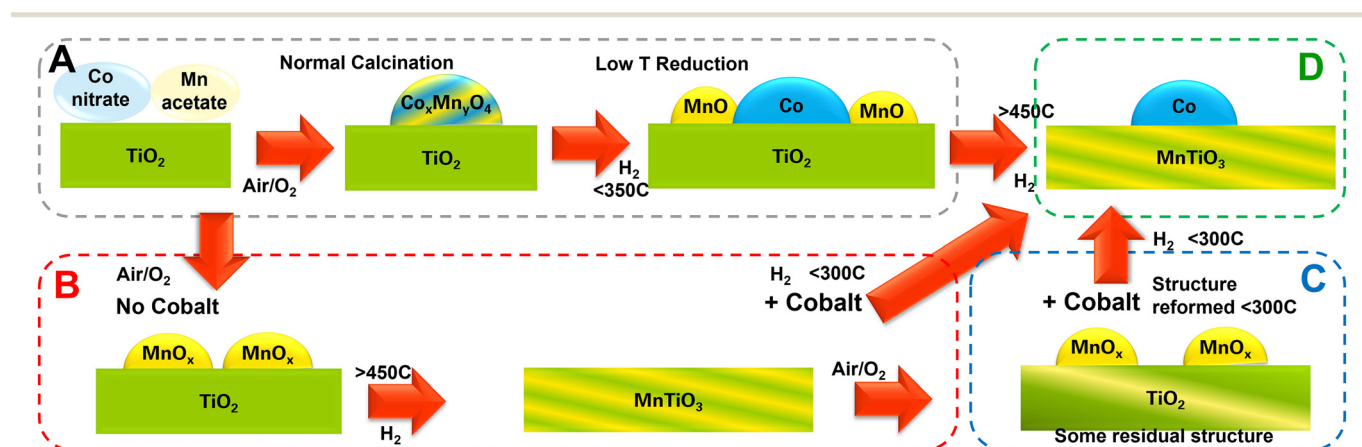 A
Co
nitrate
Mn
acetate
TiO₂
Air/O₂
Normal Calcination
CoₓMnᵧO₄
TiO₂
H₂
<350C
Low T Reduction
MnO
Co
MnO
TiO₂
>450C
H₂
D
Co
MnTiO₃
Air/O₂
B
No Cobalt
MnOₓ
MnOₓ
TiO₂
>450C
H₂
MnTiO₃
H₂ <300C
+ Cobalt
Air/O₂
H₂ <300C
C
+ Cobalt
Structure
reformed <300C
MnOₓ
MnOₓ
TiO₂
Some residual structure